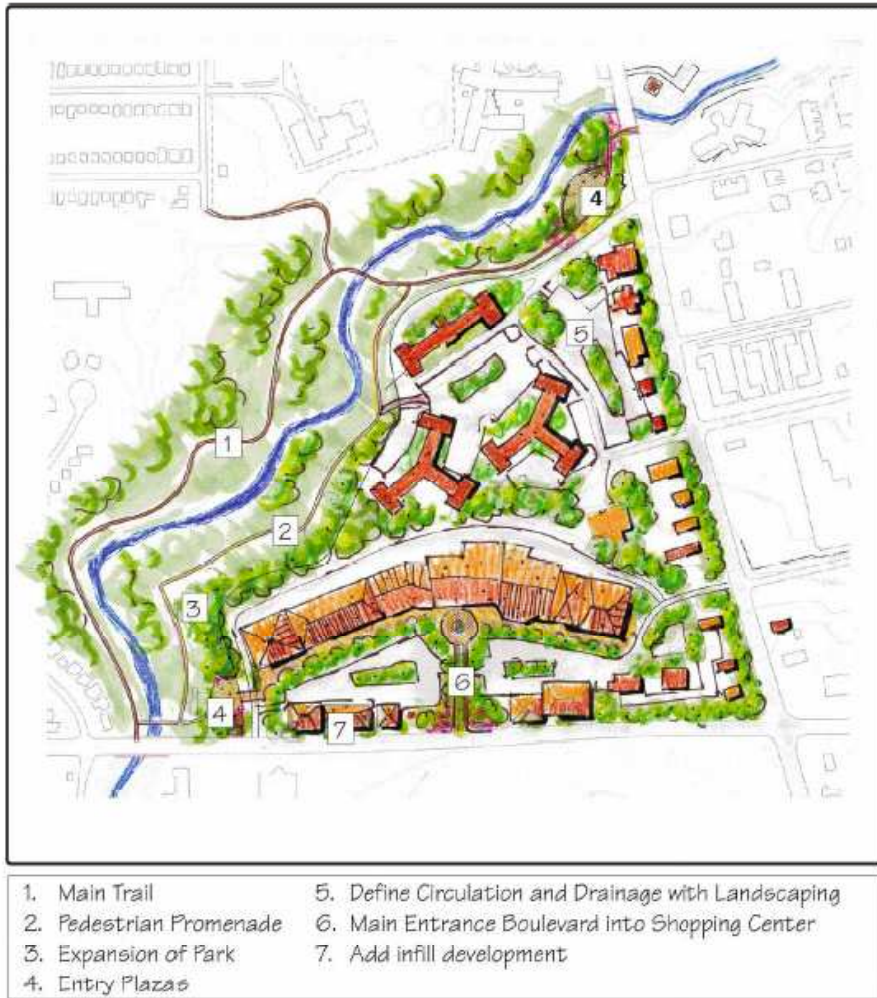 4
5
1
2
3
6
4
7
1. Main Trail
2. Pedestrian Promenade
3. Expansion of Park
4. Entry Plazas
5. Define Circulation and Drainage with Landscaping
6. Main Entrance Boulevard into Shopping Center
7. Add infill development